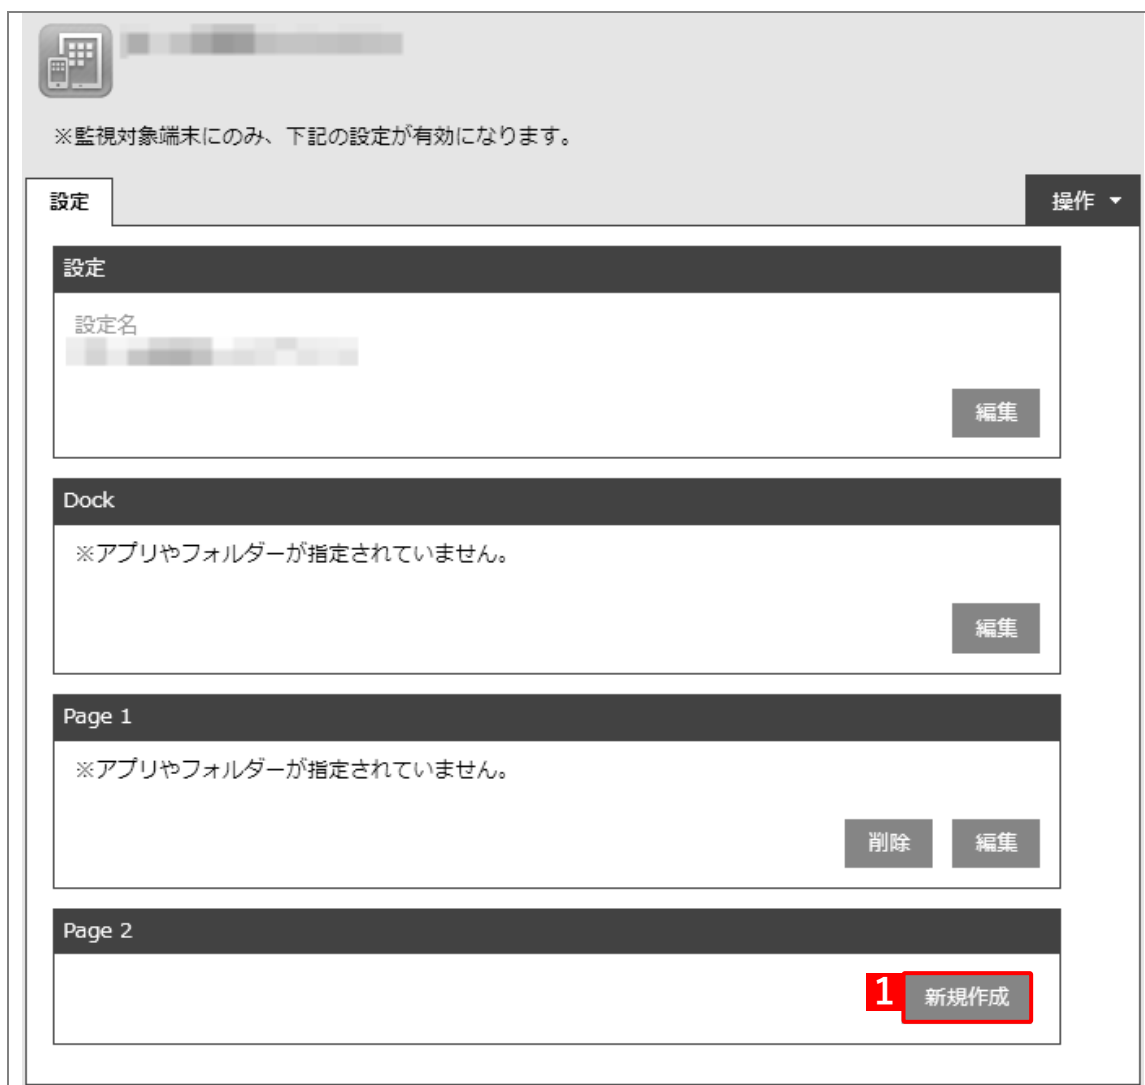 ※監視対象端末にのみ、下記の設定が有効になります。
設定
操作 ▼
設定
設定名
編集
Dock
※アプリやフォルダーが指定されていません。
編集
Page 1
※アプリやフォルダーが指定されていません。
削除 編集
Page 2
1 新規作成